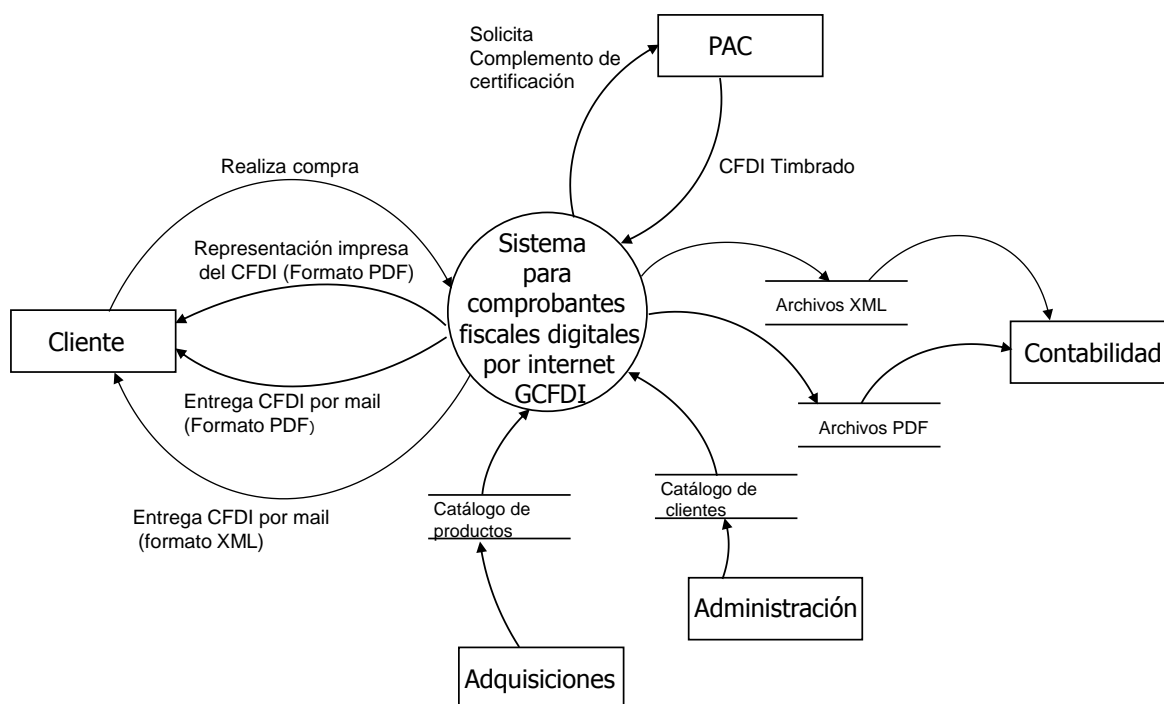 Solicita
Complemento de
certificación
PAC
CFDI Timbrado
Realiza compra
Representación impresa
del CFDI (Formato PDF)
Cliente
Entrega CFDI por mail
(Formato PDF)
Entrega CFDI por mail
(formato XML)
Sistema
para
comprobantes
fiscales digitales
por internet
GCFDI
Archivos XML
Contabilidad
Archivos PDF
Catálogo de
productos
Catálogo de
clientes
Administración
Adquisiciones